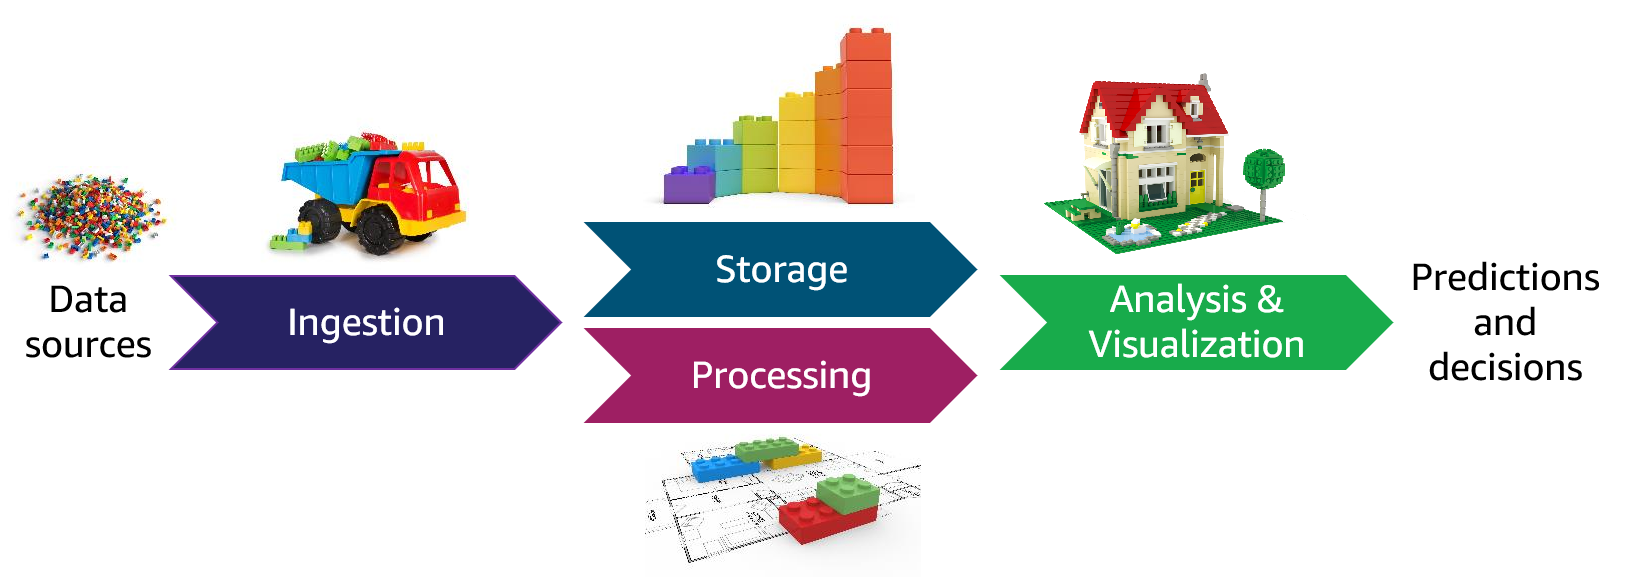 Data
sources
Ingestion
Storage
Processing
Analysis &
Visualization
Predictions
and
decisions